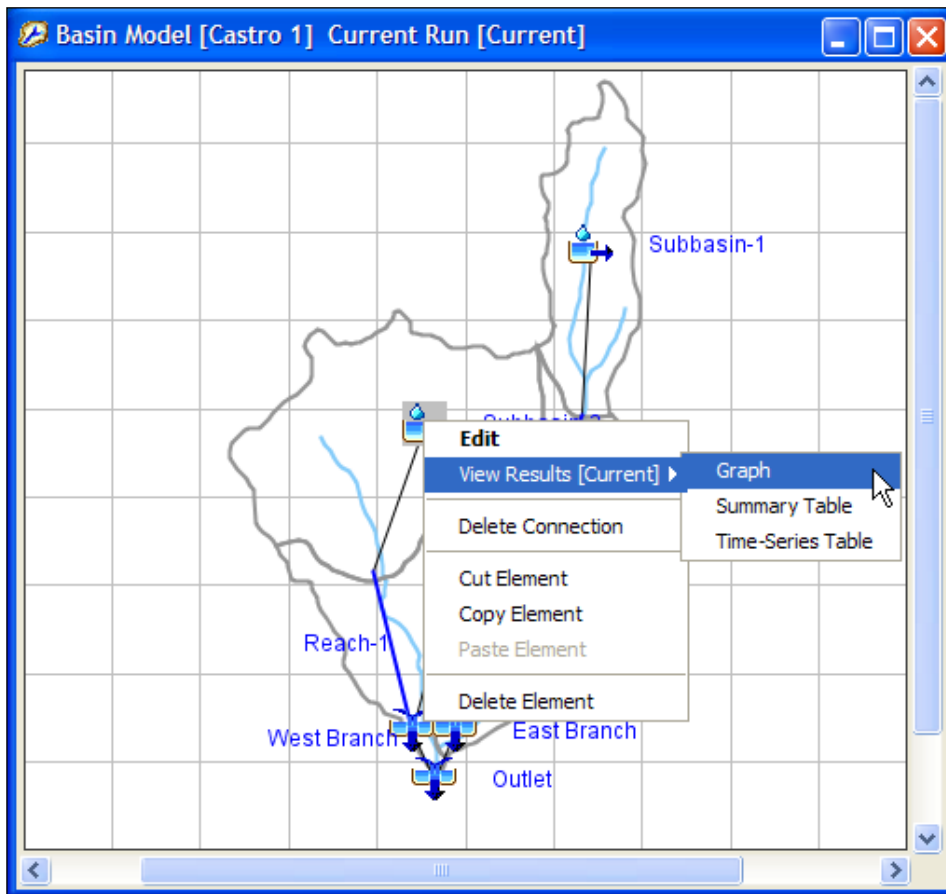 Basin Model [Castro 1] Current Run [Current]
Subbasin-1
Edit
View Results [Current]
Graph
Summary Table
Time-Series Table
Delete Connection
Cut Element
Copy Element
Paste Element
Delete Element
Reach-1
West Branch
East Branch
Outlet